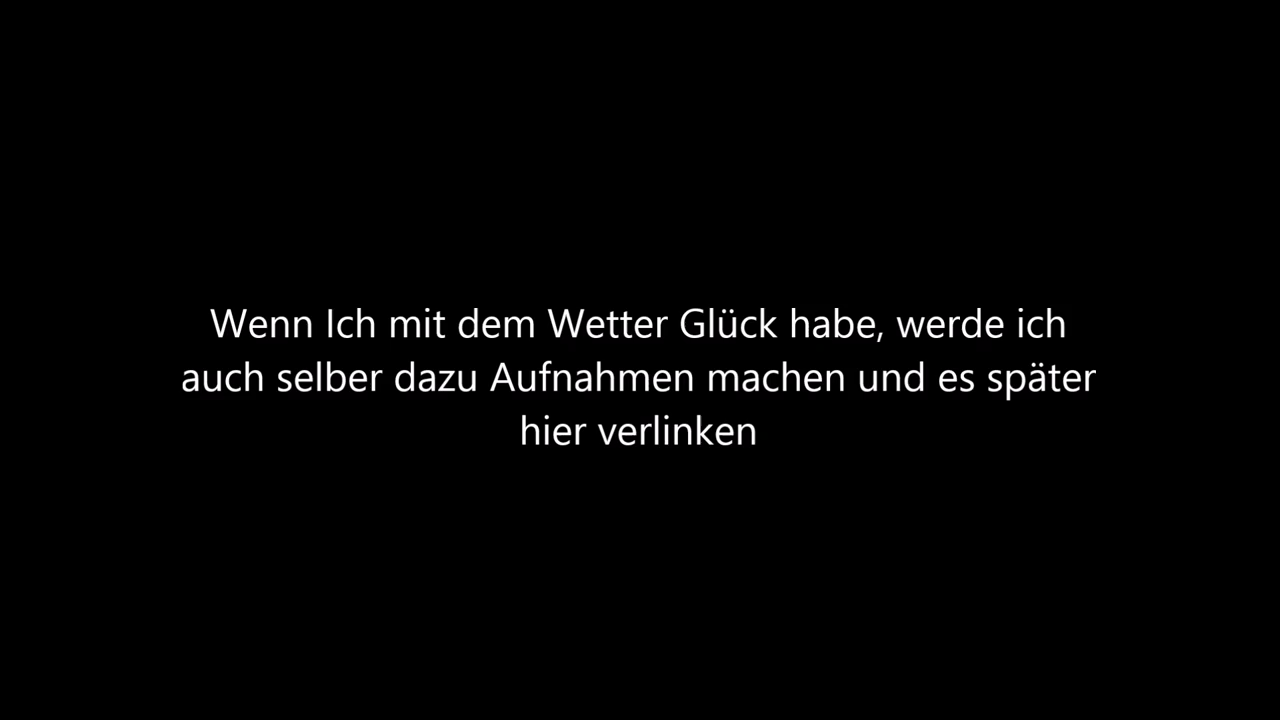 Wenn Ich mit dem Wetter Glück habe, werde ich
auch selber dazu Aufnahmen machen und es später
hier verlinken